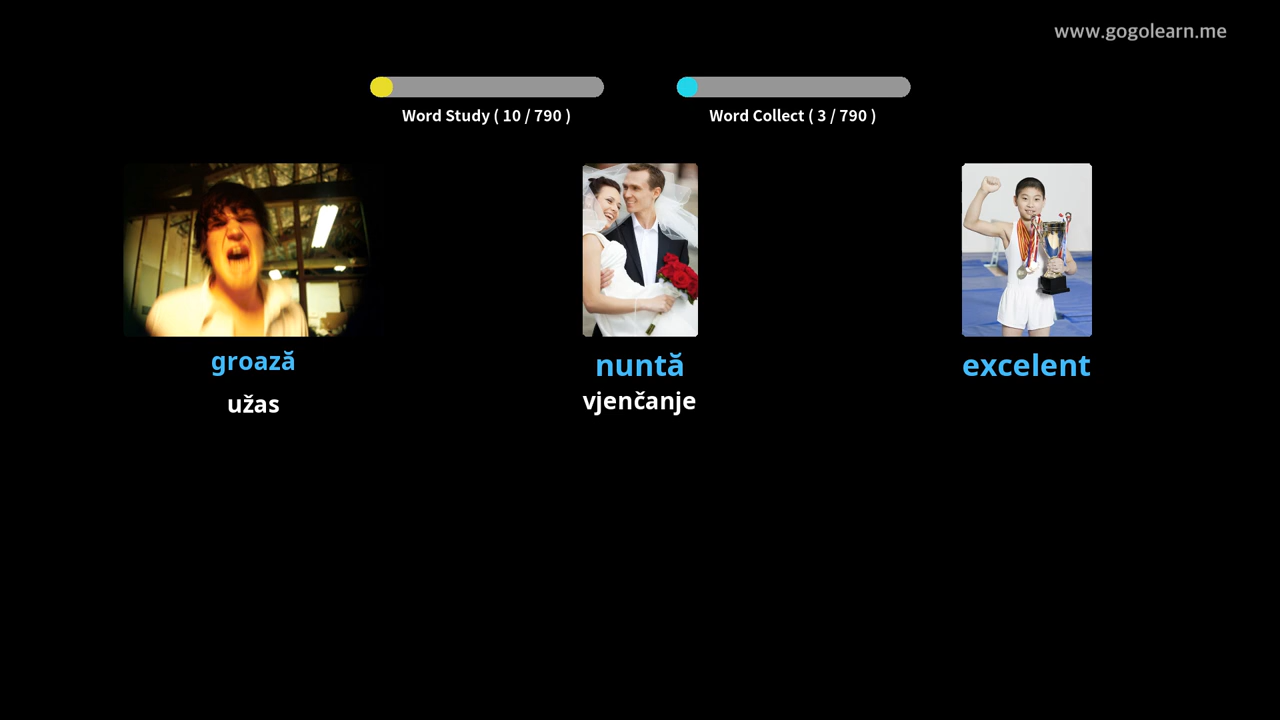 www.gogolearn.me
Word Study ( 10 / 790 )
Word Collect ( 3 / 790 )
groază
užas
nuntă
vjenčanje
excelent